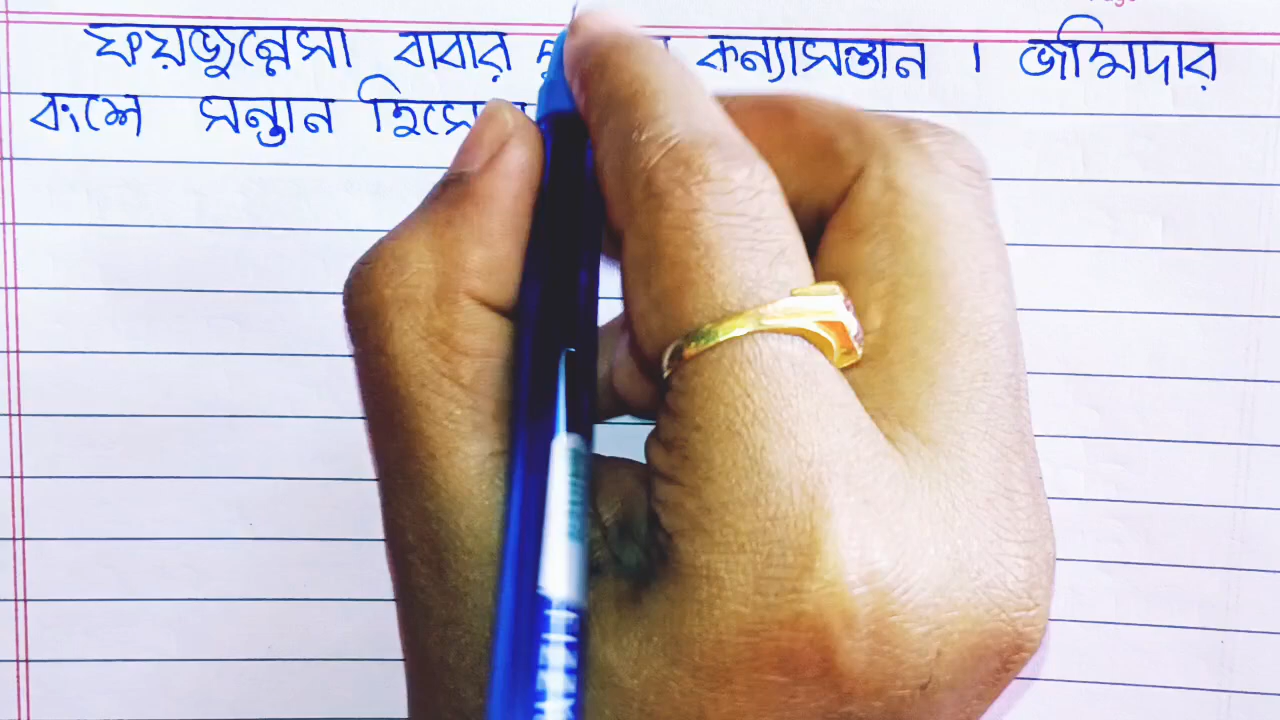 ফয়জুন্নেসা বাবার কন্যাসন্তান । জমিদার
বংশে সন্তান হিসে